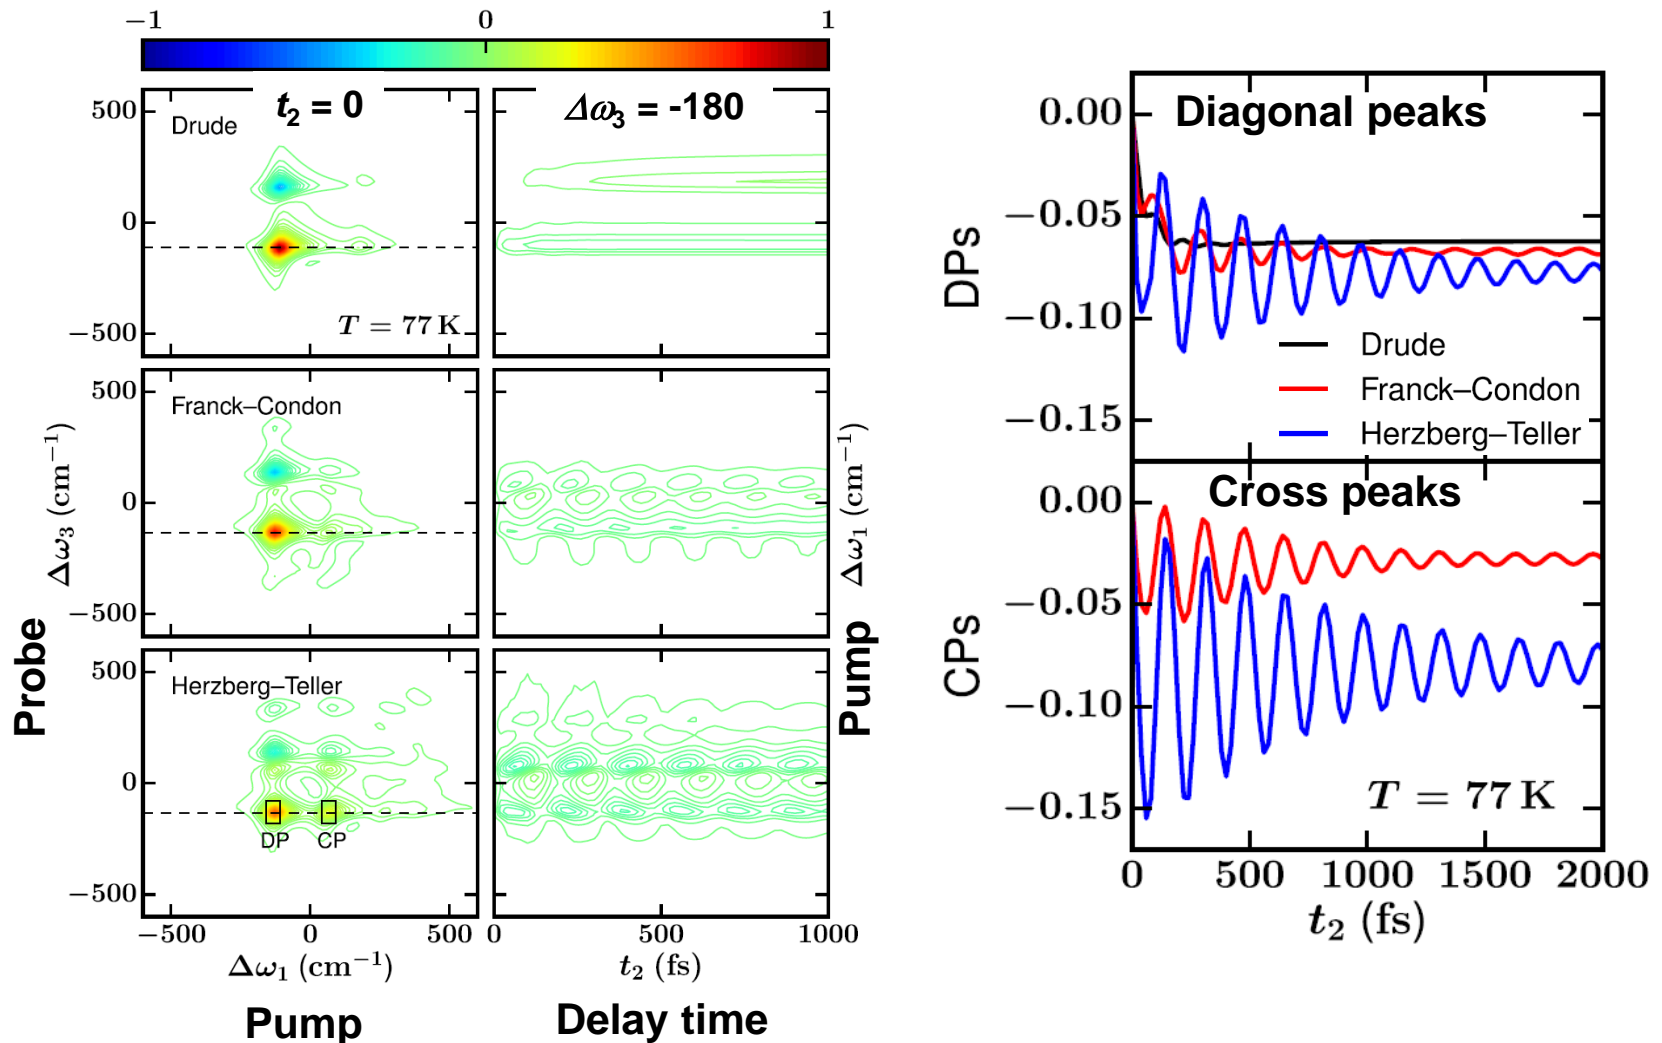 −1 0 1
t2 = 0
Δω3 = -180
500
Drude
0
−500
T = 77 K
500
Franck–Condon
0
−500
500
Herzberg–Teller
0
DP CP
−500
−500 0 500
0 500 1000
Δω1 (cm−1)
t2 (fs)
Pump
Delay time
Δω3 (cm−1)
Probe
Δω1 (cm−1)
Pump
Diagonal peaks
0.00
−0.05
−0.10
−0.15
DPs
Drude
Franck–Condon
Herzberg–Teller
Cross peaks
0.00
−0.05
−0.10
−0.15
CPs
T = 77 K
0 500 1000 1500 2000
t2 (fs)